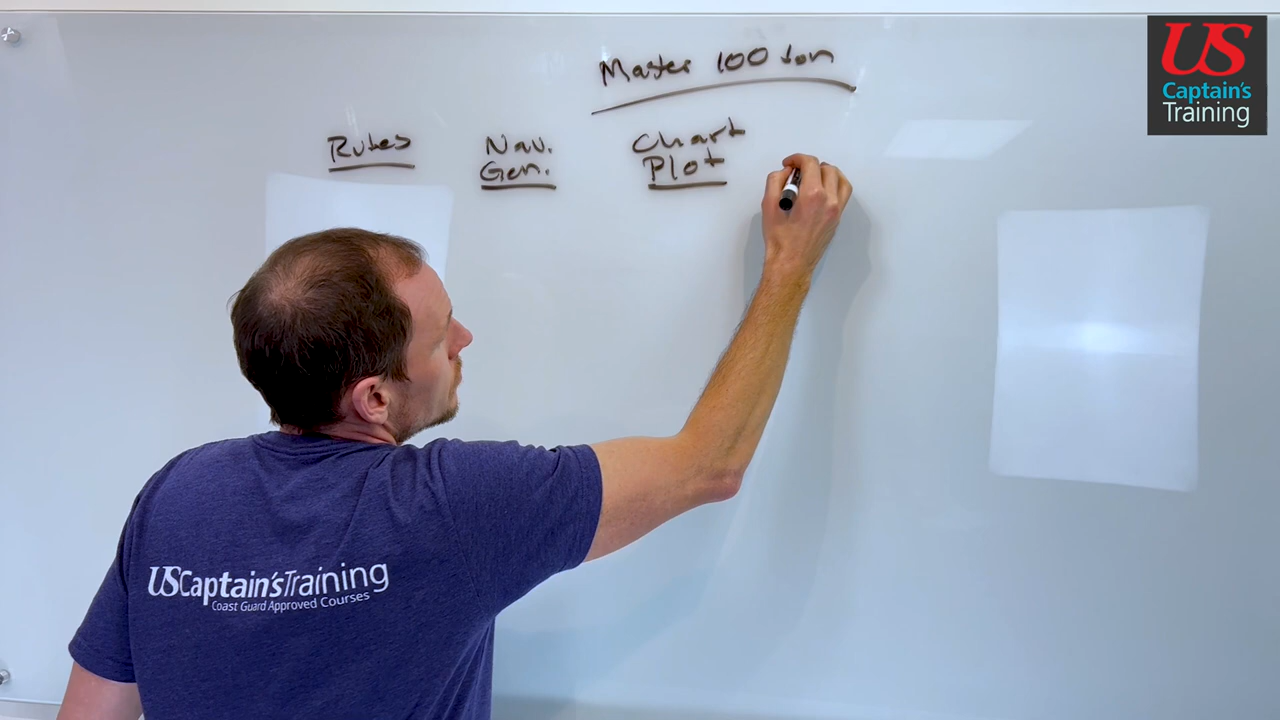 Master 100 ton
Rules
Nav.
Gen.
Chart
Plot
US
Captain's
Training
USCaptain'sTraining
Coast Guard Approved Courses